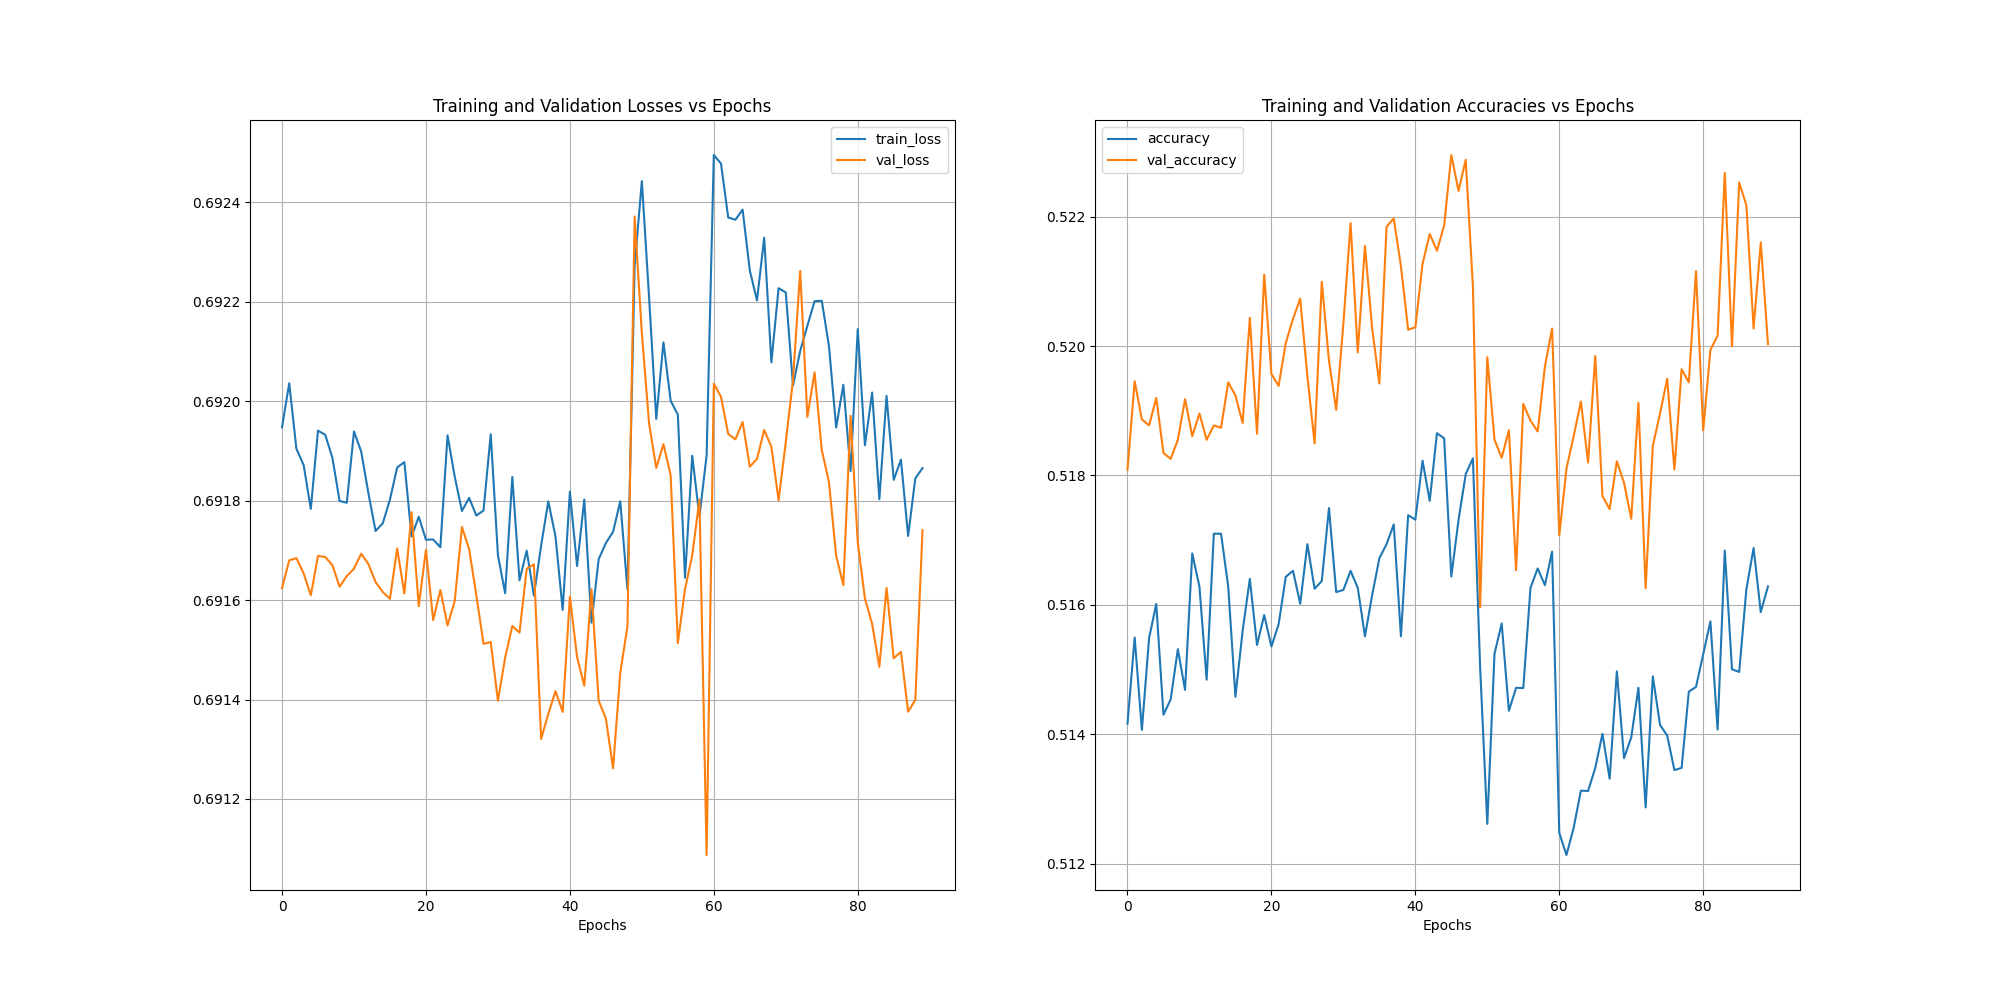 Training and Validation Losses vs Epochs
train_loss
val_loss
0.6924
0.6922
0.6920
0.6918
0.6916
0.6914
0.6912
0 20 40 60 80
Epochs
Training and Validation Accuracies vs Epochs
accuracy
val_accuracy
0.522
0.520
0.518
0.516
0.514
0.512
0 20 40 60 80
Epochs